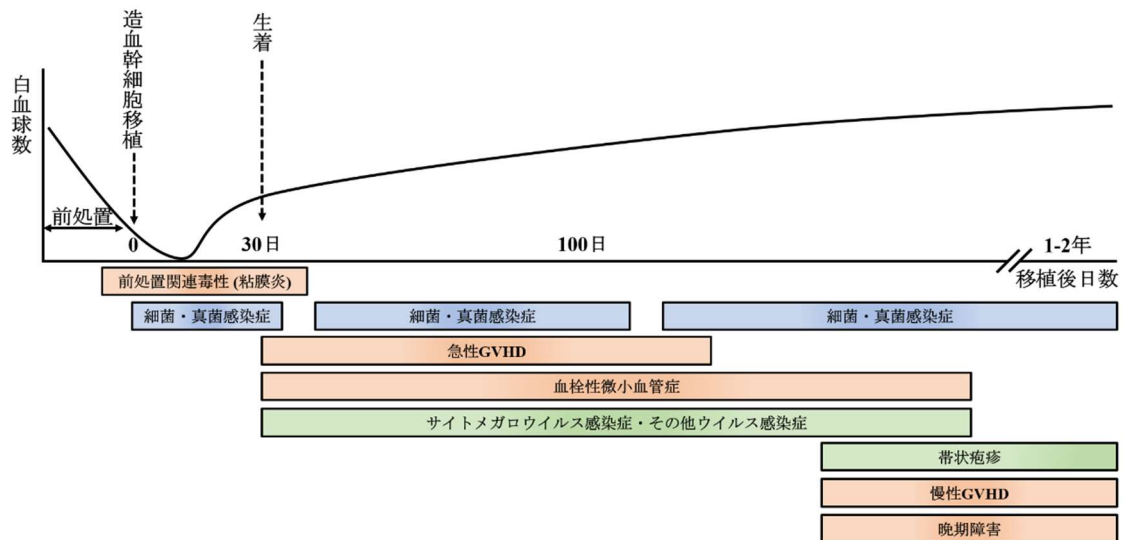 造血幹細胞移植
生着
白血球数
前処置
0
30日
100日
1-2年
移植後日数
前処置関連毒性 (粘膜炎)
細菌・真菌感染症
細菌・真菌感染症
細菌・真菌感染症
急性GVHD
血栓性微小血管症
サイトメガロウイルス感染症・その他ウイルス感染症
帯状疱疹
慢性GVHD
晩期障害